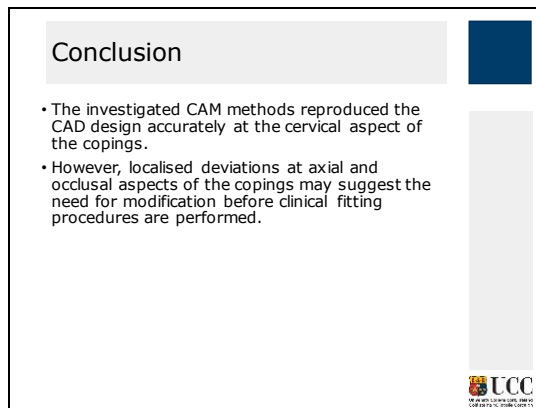 Conclusion
• The investigated CAM methods reproduced the
CAD design accurately at the cervical aspect of
the copings.
• However, localised deviations at axial and
occlusal aspects of the copings may suggest the
need for modification before clinical fitting
procedures are performed.
UCC